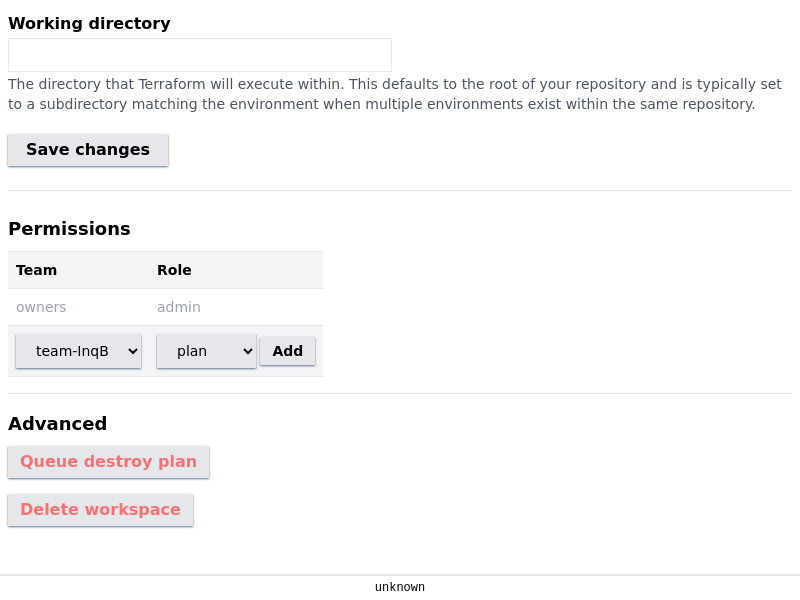 Working directory
The directory that Terraform will execute within. This defaults to the root of your repository and is typically set
to a subdirectory matching the environment when multiple environments exist within the same repository.
Save changes
Permissions
Team Role
owners admin
team-InqB plan Add
Advanced
Queue destroy plan
Delete workspace
unknown